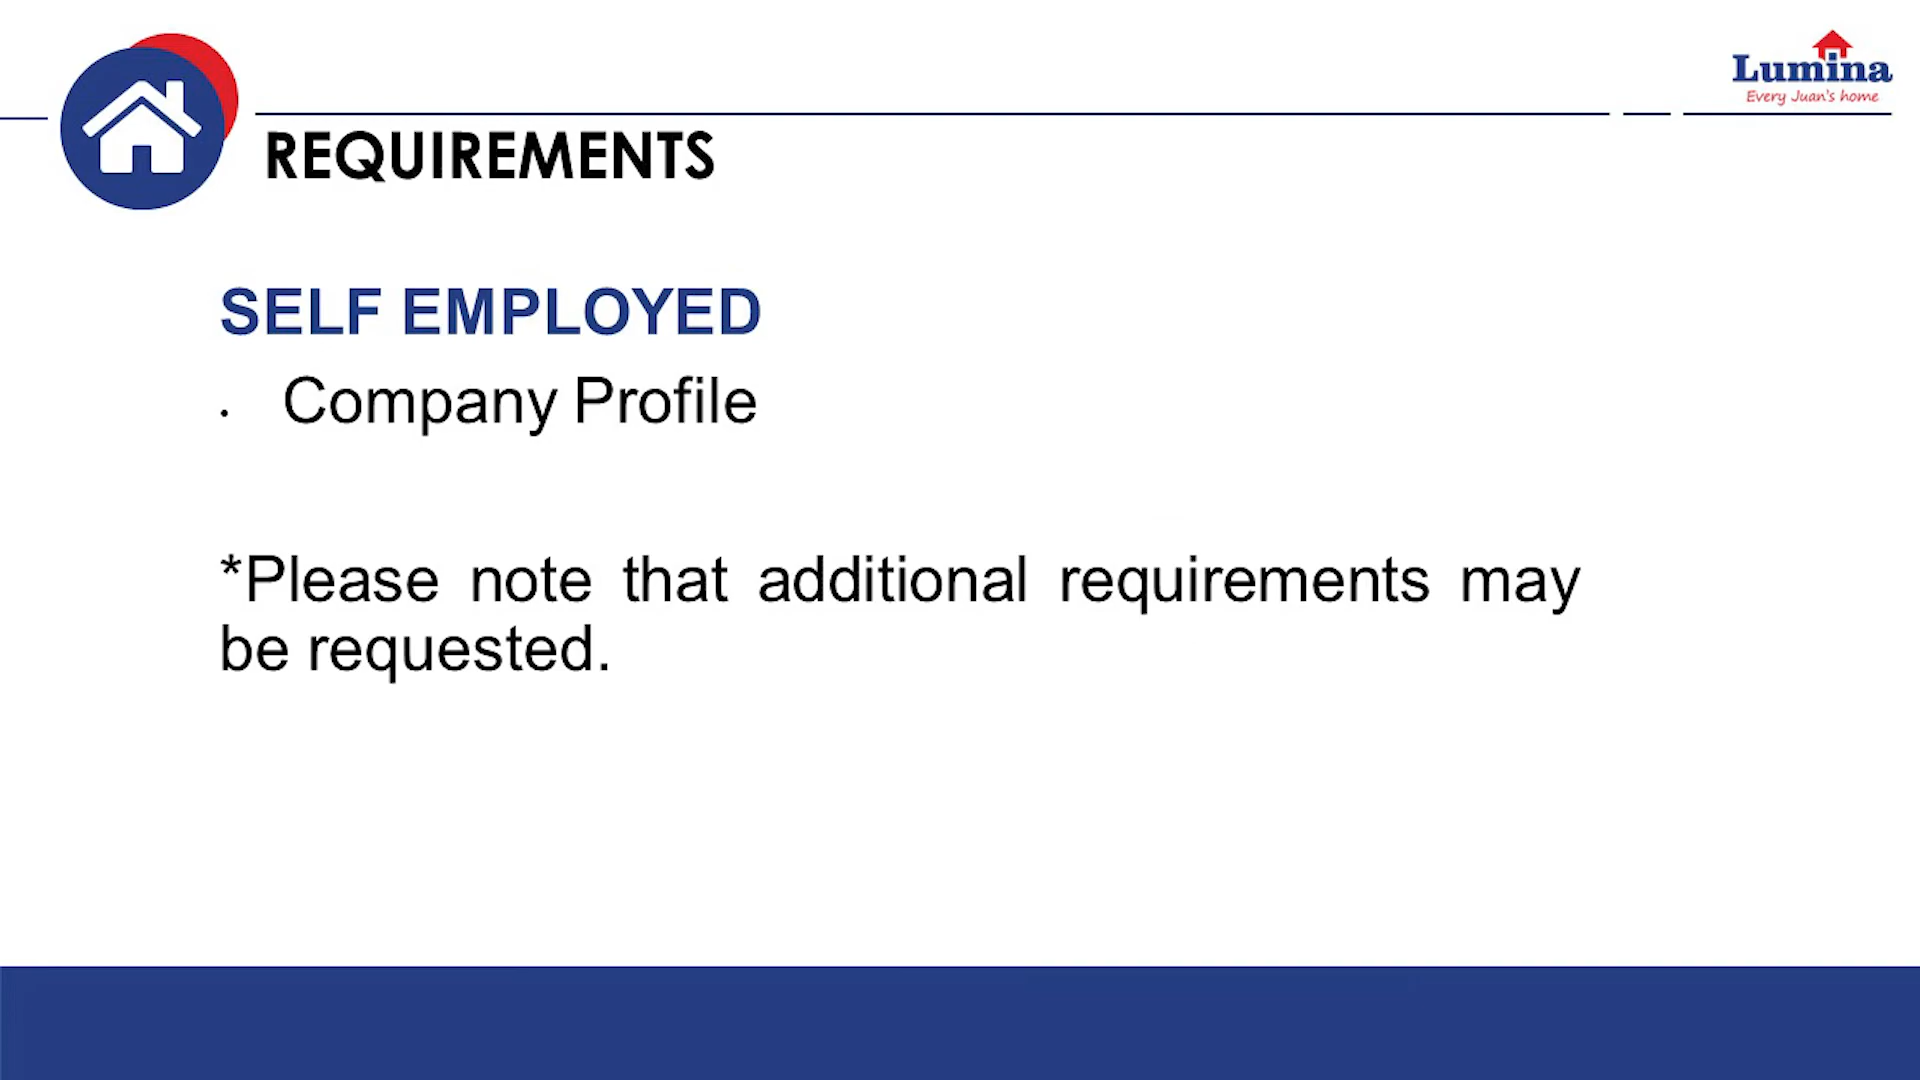 Lumina
Every Juan's home
REQUIREMENTS
SELF EMPLOYED
• Company Profile
*Please note that additional requirements may
be requested.